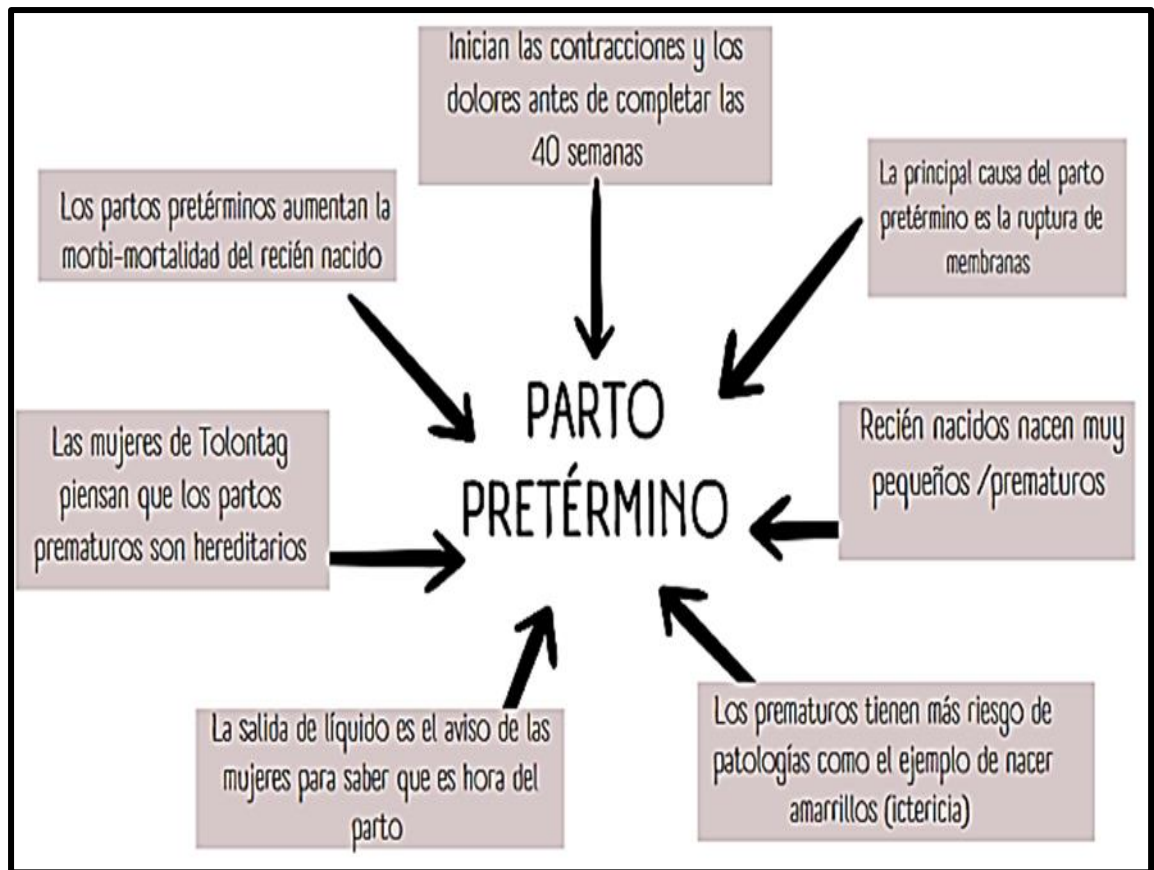 Inician las contracciones y los
dolores antes de completar las
40 semanas
Los partos pretérminos aumentan la
morbi-mortalidad del recién nacido
La principal causa del parto
pretérmino es la ruptura de
membranas
PARTO
PRETÉRMINO
Las mujeres de Tolontag
piensan que los partos
prematuros son hereditarios
Recién nacidos nacen muy
pequeños /prematuros
La salida de líquido es el aviso de las
mujeres para saber que es hora del
parto
Los prematuros tienen más riesgo de
patologías como el ejemplo de nacer
amarrillos (ictericia)